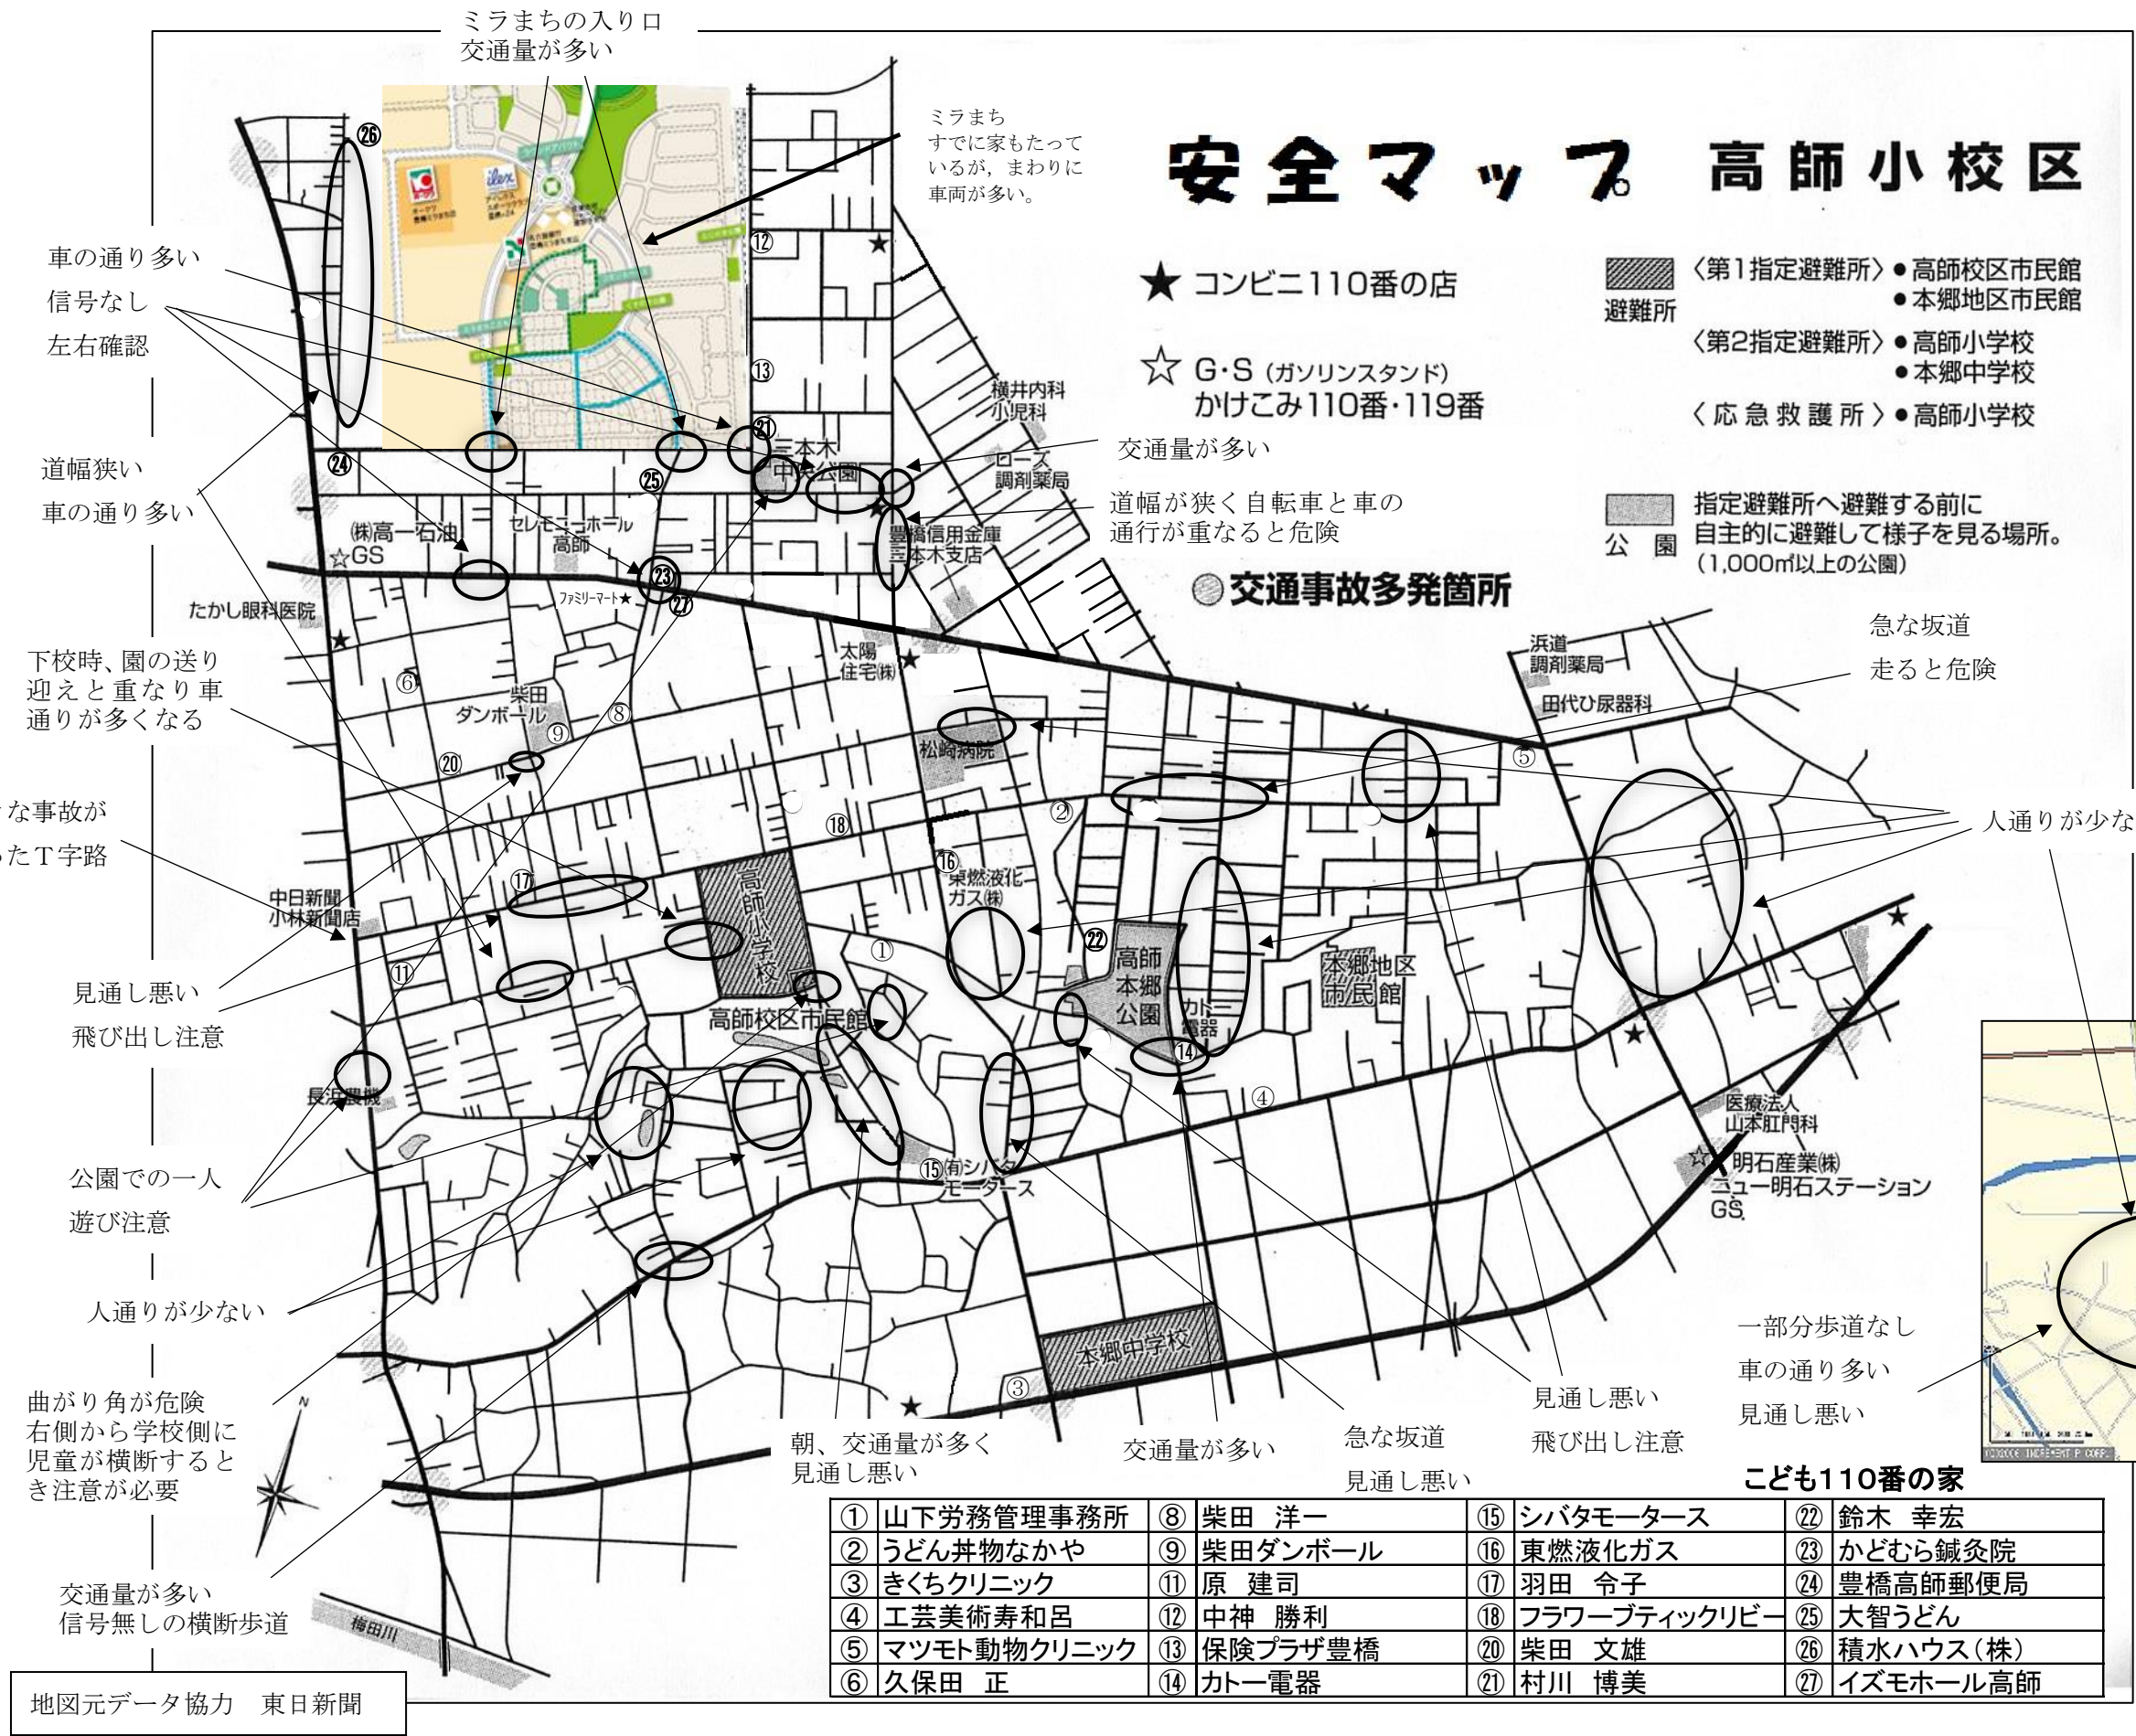 ミラまちの入り口
交通量が多い
安全マップ 高師小校区
ミラまち
すでに家もたって
いるが，まわりに
車両が多い。
★ コンビニ110番の店
☆ G・S（ガソリンスタンド）
かけこみ110番・119番
避難所
〈第1指定避難所〉●高師校区市民館
●本郷地区市民館
〈第2指定避難所〉●高師小学校
●本郷中学校
〈応急救護所〉●高師小学校
公園
指定避難所へ避難する前に
自主的に避難して様子を見る場所。
（1,000㎡以上の公園）
交通事故多発箇所
車の通り多い
信号なし
左右確認
道幅狭い
車の通り多い
ilex
㉖
⑫
⑬
㉑
㉔
㉕
三本木
中央公園
横井内科
小児科
ローズ
調剤薬局
交通量が多い
道幅が狭く自転車と車の
通行が重なると危険
㈱高一石油
☆GS
セレモニーホール
高師
豊橋信用金庫
三本木支店
㉓
㉗
ファミリーマート★
たかし眼科医院
太陽
住宅㈱
浜道
調剤薬局
田代ひ尿器科
急な坂道
走ると危険
下校時、園の送り
迎えと重なり車
通りが多くなる
⑥
柴田
ダンボール
⑧
⑨
⑳
松崎病院
⑤
②
⑱
な事故が
ったＴ字路
人通りが少な
⑰
⑯
東燃液化
ガス㈱
中日新聞
小林新聞店
高師小学校
①
㉒
高師
本郷
公園
カトー
電器
本郷地区
市民館
⑪
見通し悪い
飛び出し注意
高師校区市民館
⑭
長浜農機
④
医療法人
山本肛門科
⑮
㈲シバタ
モータース
☆明石産業㈱
ニュー明石ステーション
GS.
公園での一人
遊び注意
人通りが少ない
本郷中学校
③
一部分歩道なし
車の通り多い
見通し悪い
曲がり角が危険
右側から学校側に
児童が横断すると
き注意が必要
N
朝、交通量が多く
見通し悪い
交通量が多い
急な坂道
見通し悪い
見通し悪い
飛び出し注意
交通量が多い
信号無しの横断歩道
梅田川
こども110番の家
① 山下労務管理事務所 ⑧ 柴田 洋一 ⑮ シバタモータース ㉒ 鈴木 幸宏
② うどん丼物なかや ⑨ 柴田ダンボール ⑯ 東燃液化ガス ㉓ かどむら鍼灸院
③ きくちクリニック ⑪ 原 建司 ⑰ 羽田 令子 ㉔ 豊橋高師郵便局
④ 工芸美術寿和呂 ⑫ 中神 勝利 ⑱ フラワーブティックリビー ㉕ 大智うどん
⑤ マツモト動物クリニック ⑬ 保険プラザ豊橋 ⑳ 柴田 文雄 ㉖ 積水ハウス（株）
⑥ 久保田 正 ⑭ カトー電器 ㉑ 村川 博美 ㉗ イズモホール高師
地図元データ協力 東日新聞